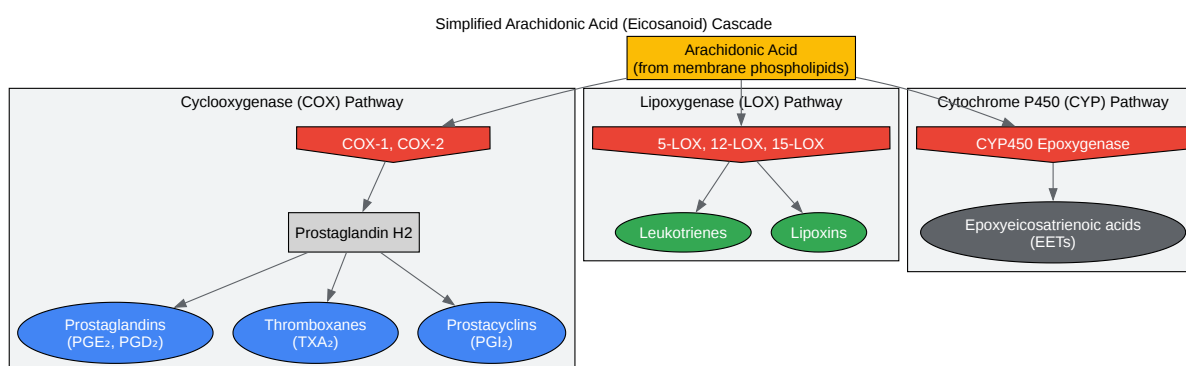 Simplified Arachidonic Acid (Eicosanoid) Cascade
Arachidonic Acid
(from membrane phospholipids)
Cyclooxygenase (COX) Pathway
Lipoxygenase (LOX) Pathway
Cytochrome P450 (CYP) Pathway
COX-1, COX-2
5-LOX, 12-LOX, 15-LOX
CYP450 Epoxygenase
Prostaglandin H2
Leukotrienes
Lipoxins
Epoxyeicosatrienoic acids
(EETs)
Prostaglandins
(PGE₂, PGD₂)
Thromboxanes
(TXA₂)
Prostacyclins
(PGI₂)